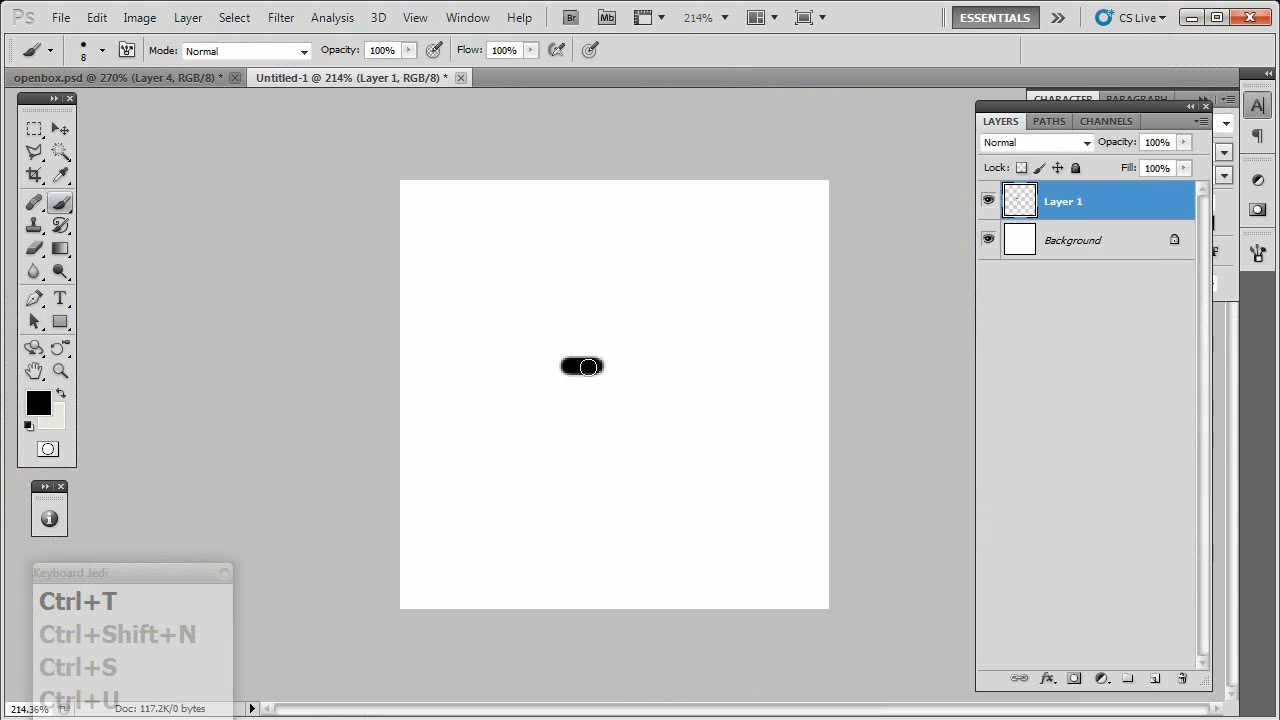 Ps File Edit Image Layer Select Filter Analysis 3D View Window Help Br Mb 214% ESSENTIALS CS Live
8 Mode: Normal Opacity: 100% Flow: 100%
openbox.psd @ 270% (Layer 4, RGB/8) * Untitled-1 @ 214% (Layer 1, RGB/8) *
CHARACTER PARAGRAPH
LAYERS PATHS CHANNELS
Normal Opacity: 100%
Lock: Fill: 100%
Layer 1
Background
Keyboard Jedi
Ctrl+T
Ctrl+Shift+N
Ctrl+S
Ctrl+U
214.36% Doc: 117.2K/0 bytes